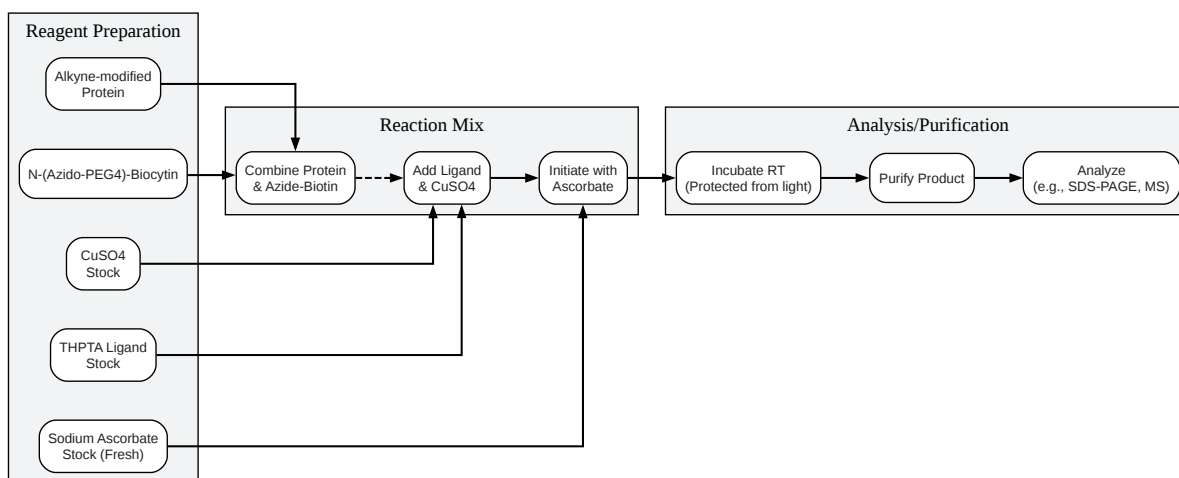 Reagent Preparation
Alkyne-modified
Protein
N-(Azido-PEG4)-Biocytin
CuSO4
Stock
THPTA Ligand
Stock
Sodium Ascorbate
Stock (Fresh)
Reaction Mix
Combine Protein
& Azide-Biotin
Add Ligand
& CuSO4
Initiate with
Ascorbate
Analysis/Purification
Incubate RT
(Protected from light)
Purify Product
Analyze
(e.g., SDS-PAGE, MS)